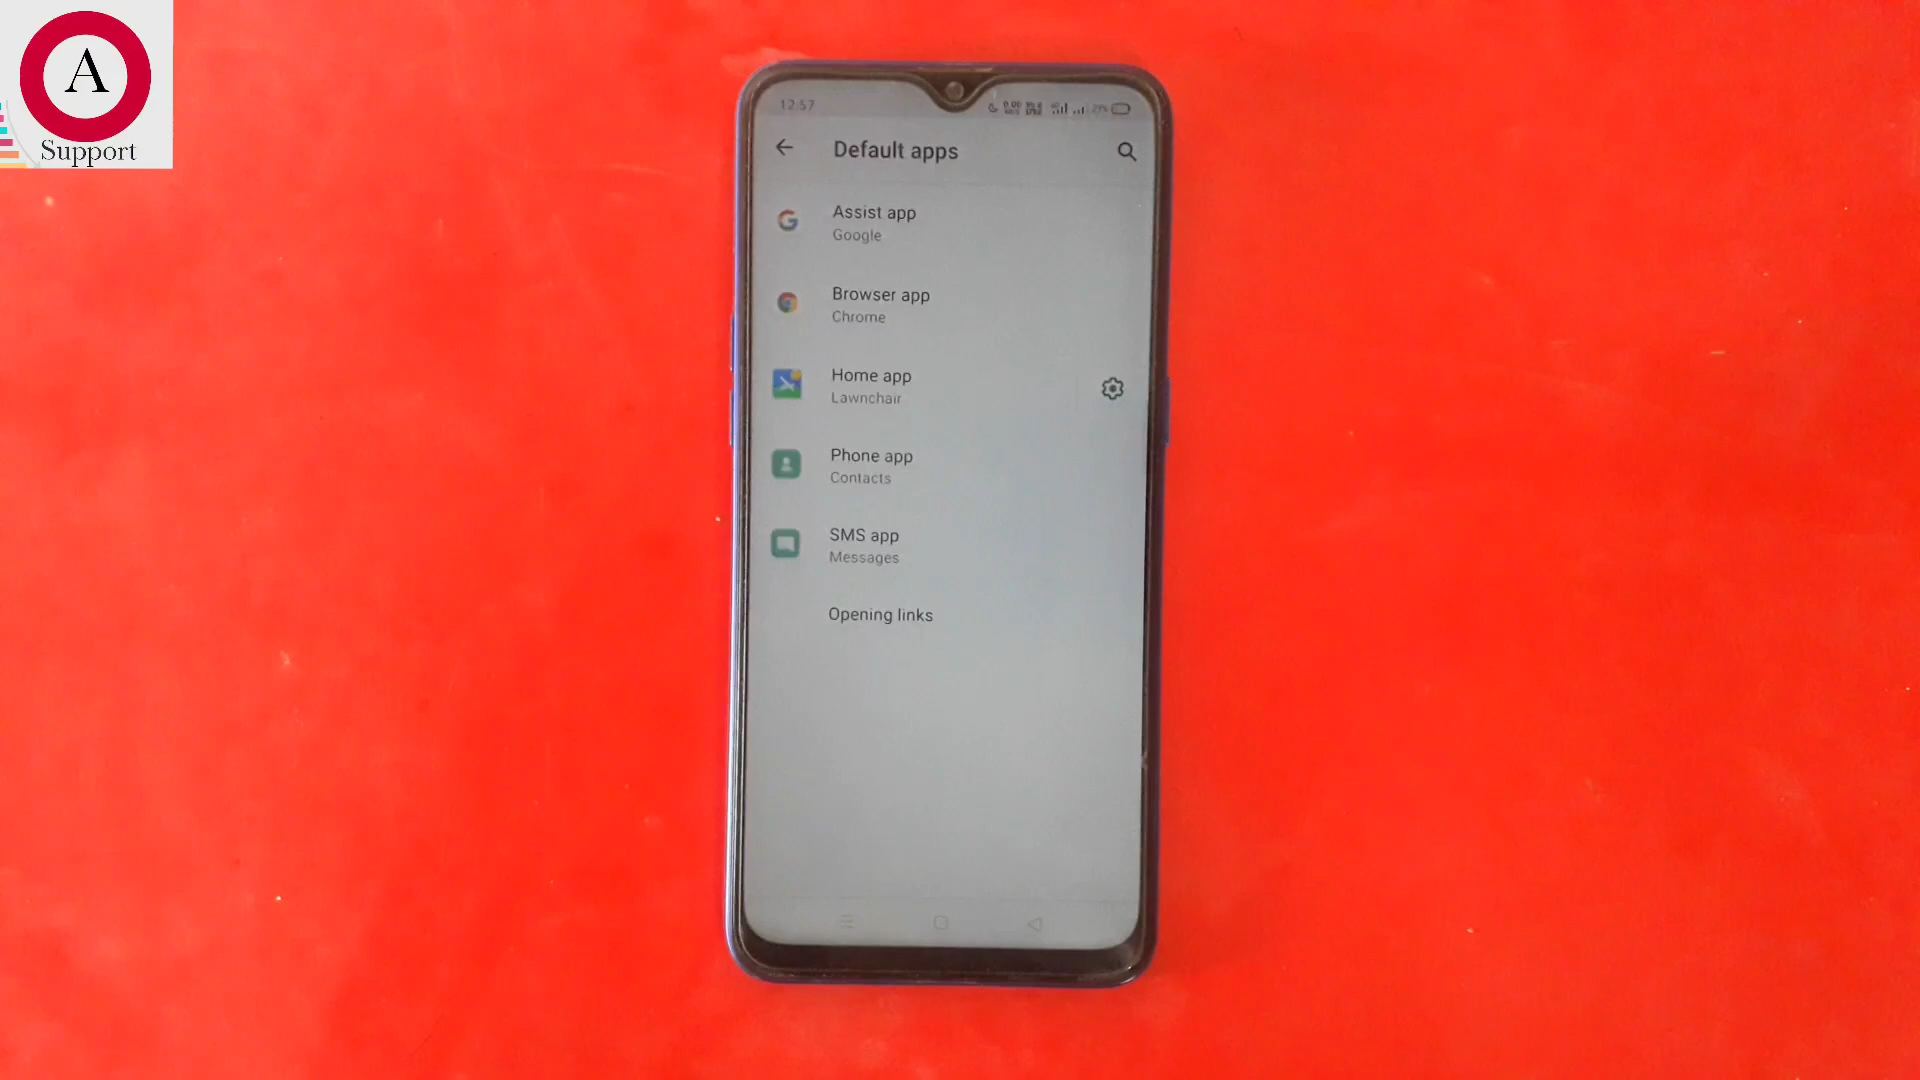 A
Support
12:57
Default apps
Assist app
Google
Browser app
Chrome
Home app
Lawnchair
Phone app
Contacts
SMS app
Messages
Opening links